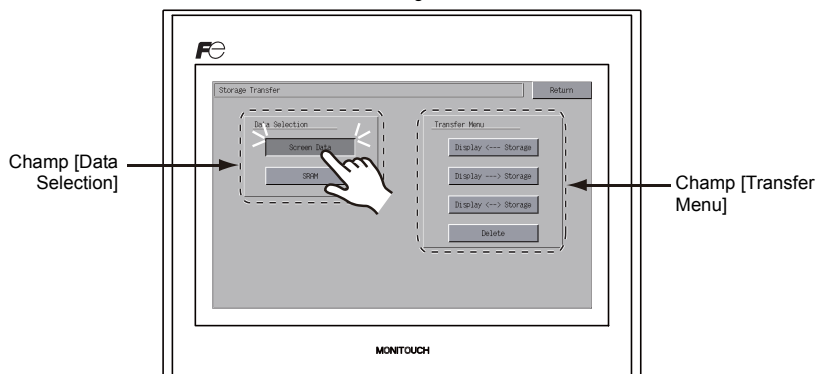 Fe
Storage Transfer
Return
Data Selection
Screen Data
SRAM
Transfer Menu
Display <--- Storage
Display ---> Storage
Display <--> Storage
Delete
Champ [Data
Selection]
Champ [Transfer
Menu]
MONITOUCH